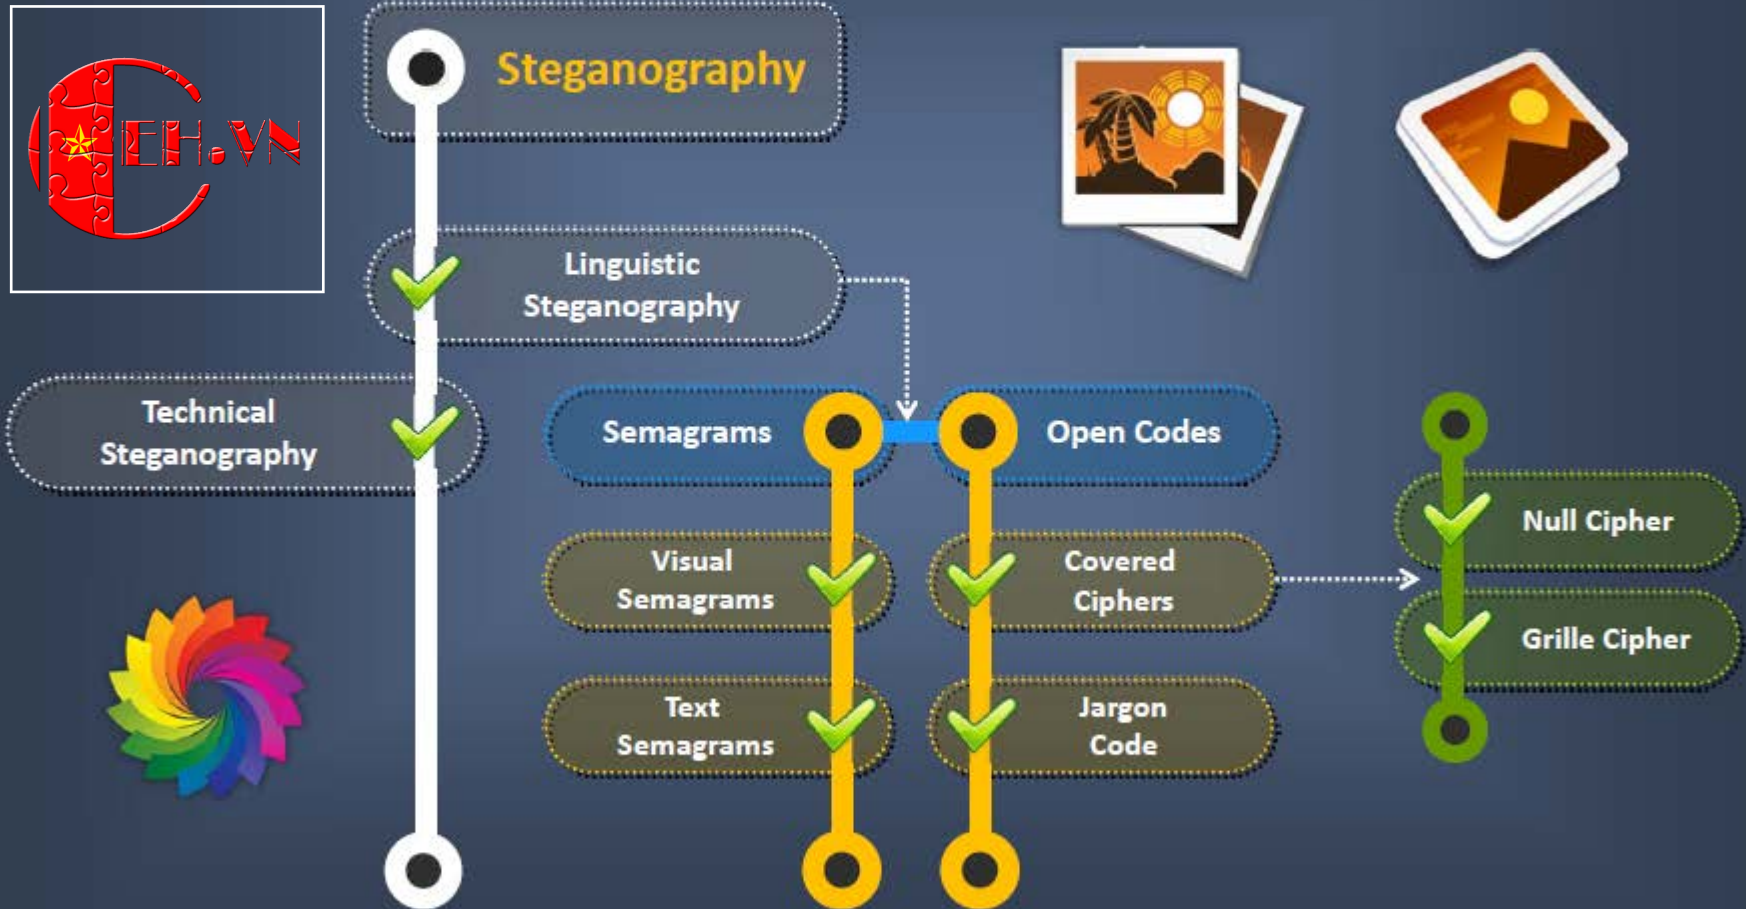 EH.VN
Steganography
Linguistic
Steganography
Technical
Steganography
Semagrams
Open Codes
Visual
Semagrams
Covered
Ciphers
Text
Semagrams
Jargon
Code
Null Cipher
Grille Cipher